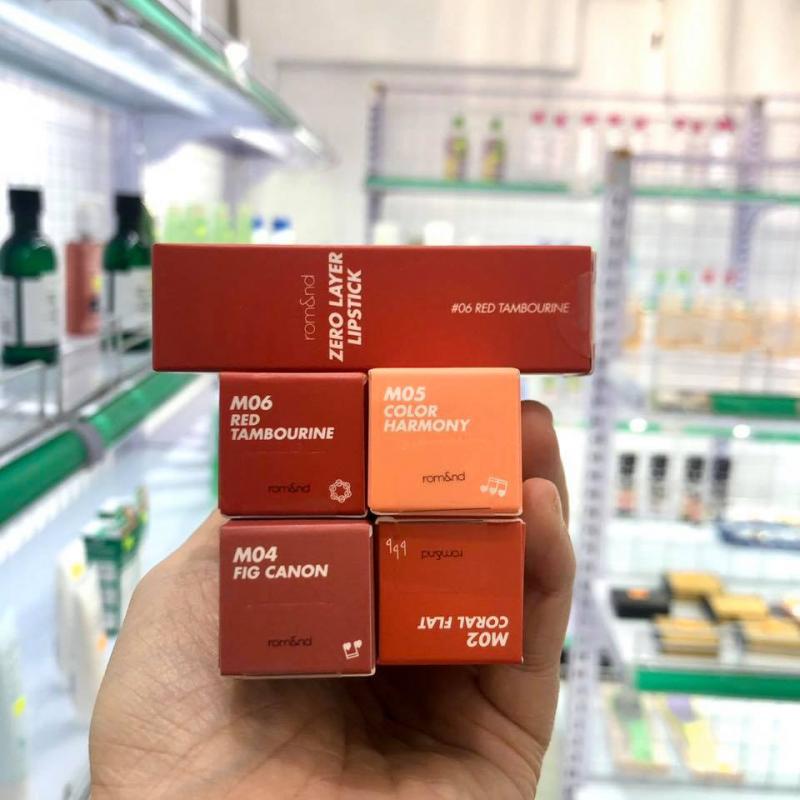 rom&nd
ZERO LAYER
LIPSTICK
#06 RED TAMBOURINE
M06
RED
TAMBOURINE
rom&nd
M05
COLOR
HARMONY
rom&nd
M04
FIG CANON
rom&nd
M02
CORAL FLAT
rom&nd